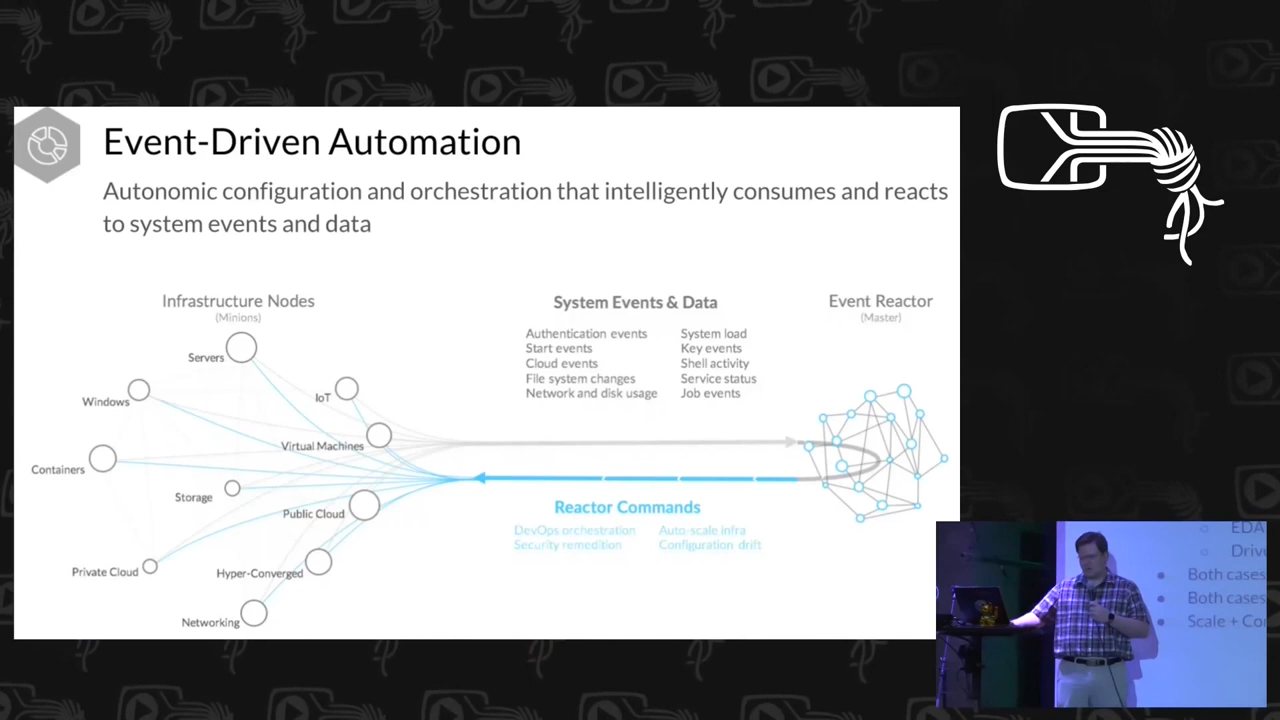 Event-Driven Automation
Autonomic configuration and orchestration that intelligently consumes and reacts
to system events and data
Infrastructure Nodes
(Minions)
Servers
Windows
IoT
Virtual Machines
Containers
Storage
Public Cloud
Private Cloud
Hyper-Converged
Networking
System Events & Data
Authentication events
Start events
Cloud events
File system changes
Network and disk usage
System load
Key events
Shell activity
Service status
Job events
Reactor Commands
DevOps orchestration
Security remedition
Auto-scale infra
Configuration drift
Event Reactor
(Master)
EDA
Both cases
Both cases
Scale +